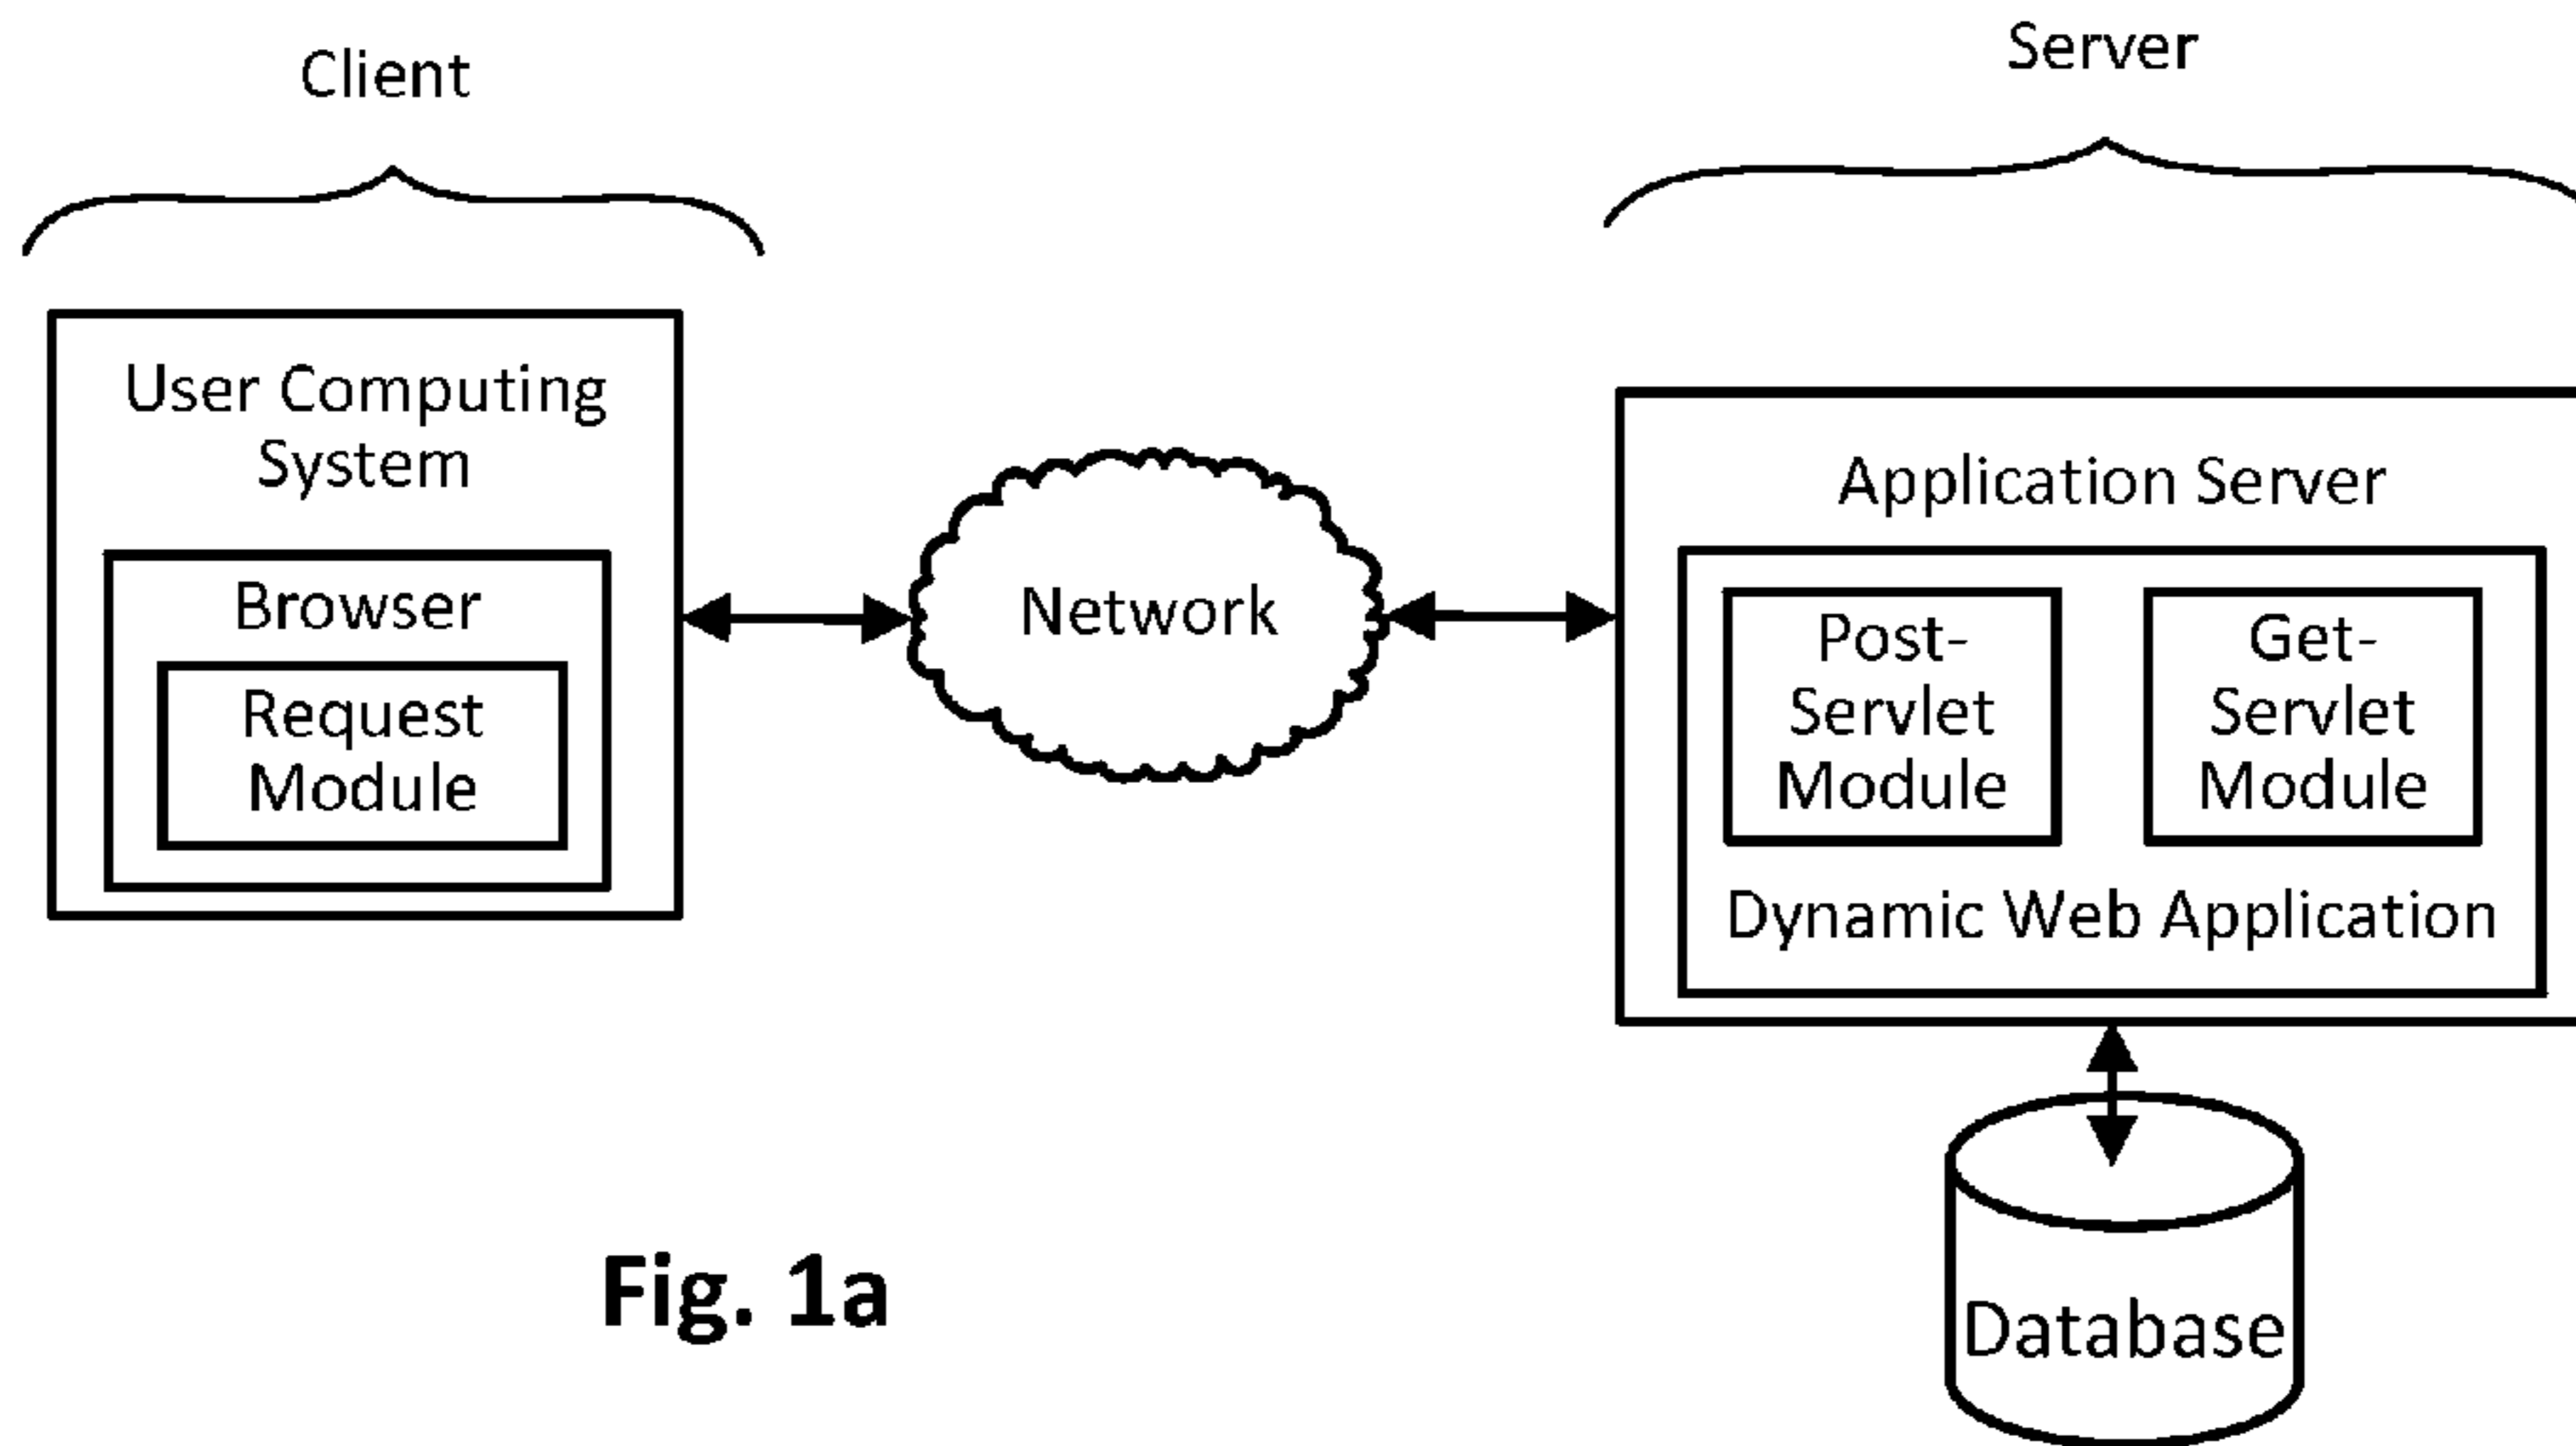 Client
Server
User Computing
System
Browser
Request
Module
Network
Application Server
Post-
Servlet
Module
Get-
Servlet
Module
Dynamic Web Application
Database
Fig. 1a